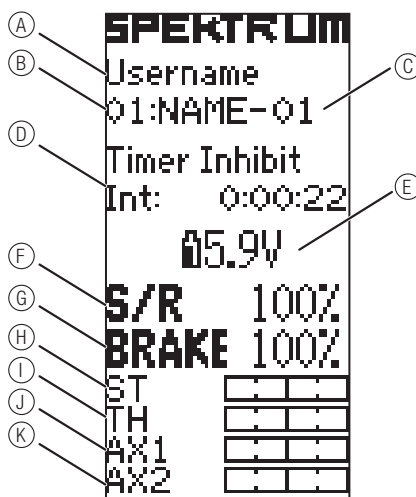 SPEKTRUM
A
Username
B
01:NAME-01
C
Timer Inhibit
D
Int: 0:00:22
E
5.9V
F
S/R 100%
G
BRAKE 100%
H
ST
I
TH
J
AX1
K
AX2